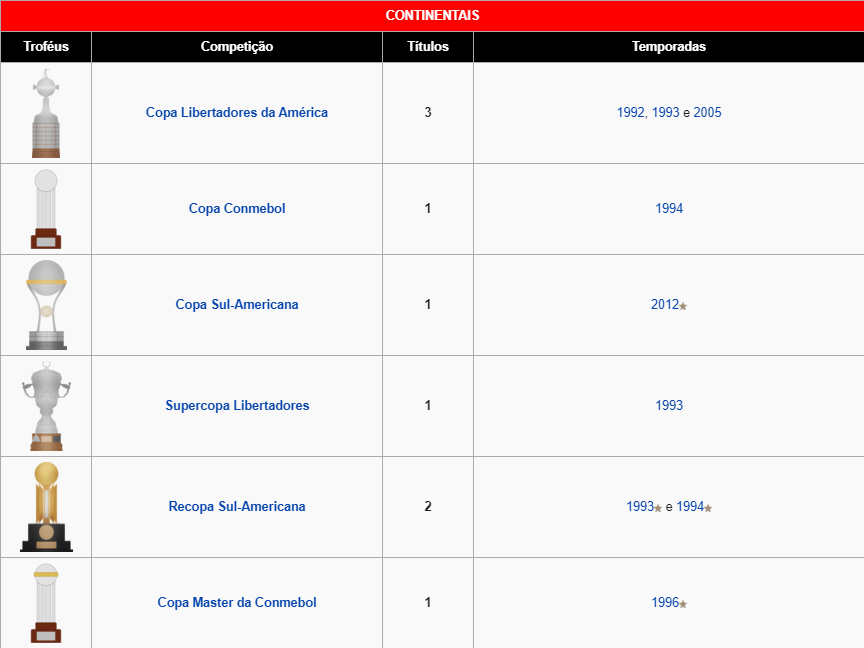 CONTINENTAIS
Troféus Competição Títulos Temporadas
Copa Libertadores da América 3 1992, 1993 e 2005
Copa Conmebol 1 1994
Copa Sul-Americana 1 2012★
Supercopa Libertadores 1 1993
Recopa Sul-Americana 2 1993★ e 1994★
Copa Master da Conmebol 1 1996★